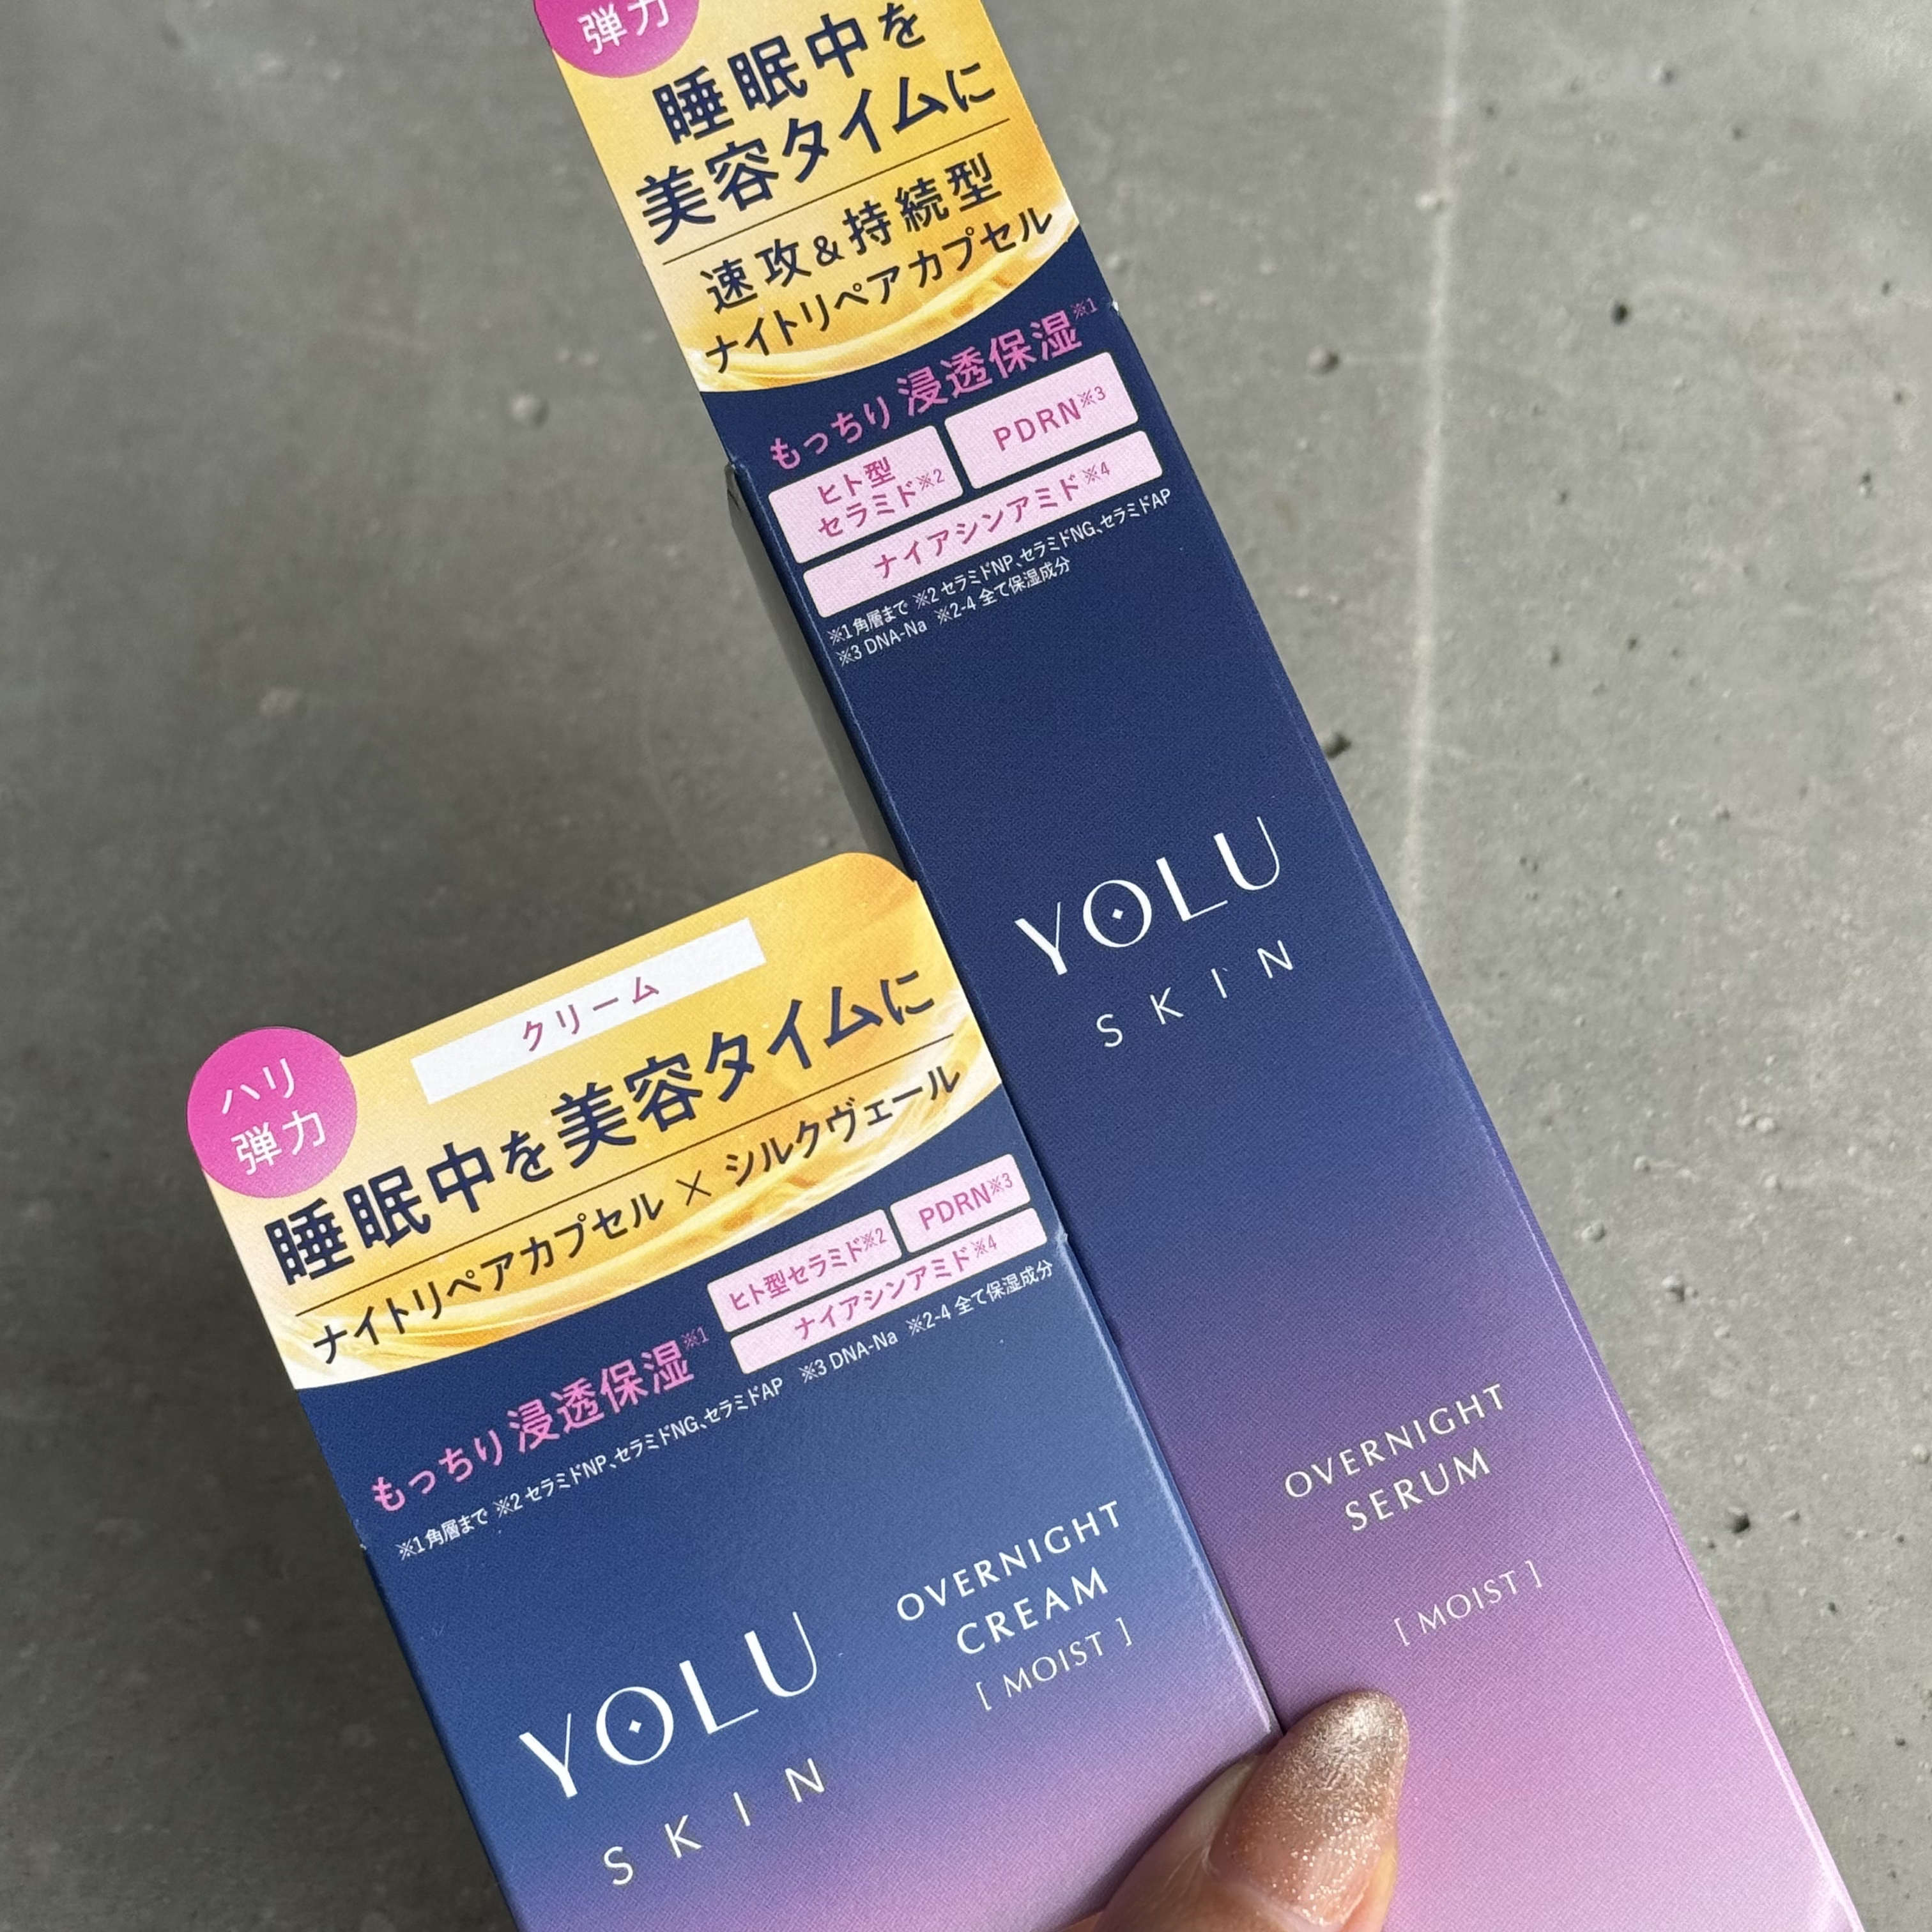 弾力
睡眠中を
美容タイムに
速攻&持続型
ナイトリペアカプセル
もっちり浸透保湿※1
ヒト型
セラミド※2
PDRN※3
ナイアシンアミド※4
※1角層まで ※2 セラミドNP、セラミドNG、セラミドAP
※3 DNA-Na ※2-4 全て保湿成分
YOLU
SKIN
OVERNIGHT
SERUM
[ MOIST ]
クリーム
ハリ
弾力
睡眠中を美容タイムに
ナイトリペアカプセル × シルクヴェール
もっちり浸透保湿※1
ヒト型セラミド※2
PDRN※3
ナイアシンアミド※4
※1角層まで ※2 セラミドNP、セラミドNG、セラミドAP ※3 DNA-Na ※2-4 全て保湿成分
YOLU
SKIN
OVERNIGHT
CREAM
[ MOIST ]